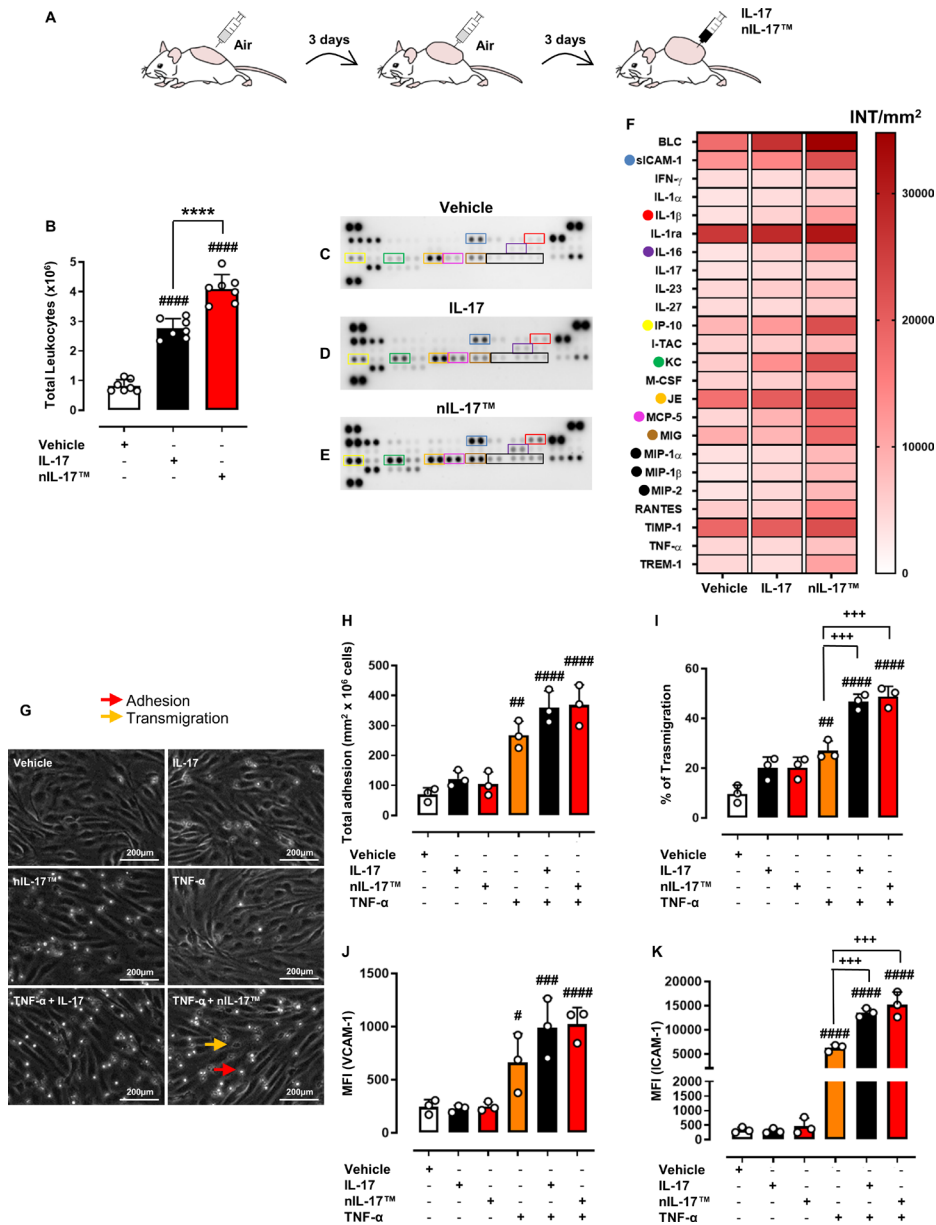 A
Air
3 days
Air
3 days
IL-17
nIL-17™
B
Total Leukocytes (x10⁶)
5
4
3
2
1
0
####
****
####
Vehicle + - -
IL-17 - + -
nIL-17™ - - +
Vehicle
C
IL-17
D
nIL-17™
E
F
INT/mm²
BLC
sICAM-1
IFN-γ
IL-1α
IL-1β
IL-1ra
IL-16
IL-17
IL-23
IL-27
IP-10
I-TAC
KC
M-CSF
JE
MCP-5
MIG
MIP-1α
MIP-1β
MIP-2
RANTES
TIMP-1
TNF-α
TREM-1
Vehicle IL-17 nIL-17™
30000
20000
10000
0
G
Adhesion
Transmigration
Vehicle
200μm
IL-17
200μm
nIL-17™
200μm
TNF-α
200μm
TNF-α + IL-17
200μm
TNF-α + nIL-17™
200μm
H
Total adhesion (mm² x 10⁶ cells)
500
400
300
200
100
0
##
####
####
Vehicle + - - - - -
IL-17 - + - - + -
nIL-17™ - - + - - +
TNF-α - - - + + +
I
% of Trasmigration
60
40
20
0
##
####
####
+++
+++
Vehicle + - - - - -
IL-17 - + - - + -
nIL-17™ - - + - - +
TNF-α - - - + + +
J
MFI (VCAM-1)
1500
1000
500
0
#
###
####
Vehicle + - - - - -
IL-17 - + - - + -
nIL-17™ - - + - - +
TNF-α - - - + + +
K
MFI (ICAM-1)
20000
15000
10000
5000
2000
1500
1000
500
0
####
####
####
+++
+++
Vehicle + - - - - -
IL-17 - + - - + -
nIL-17™ - - + - - +
TNF-α - - - + + +